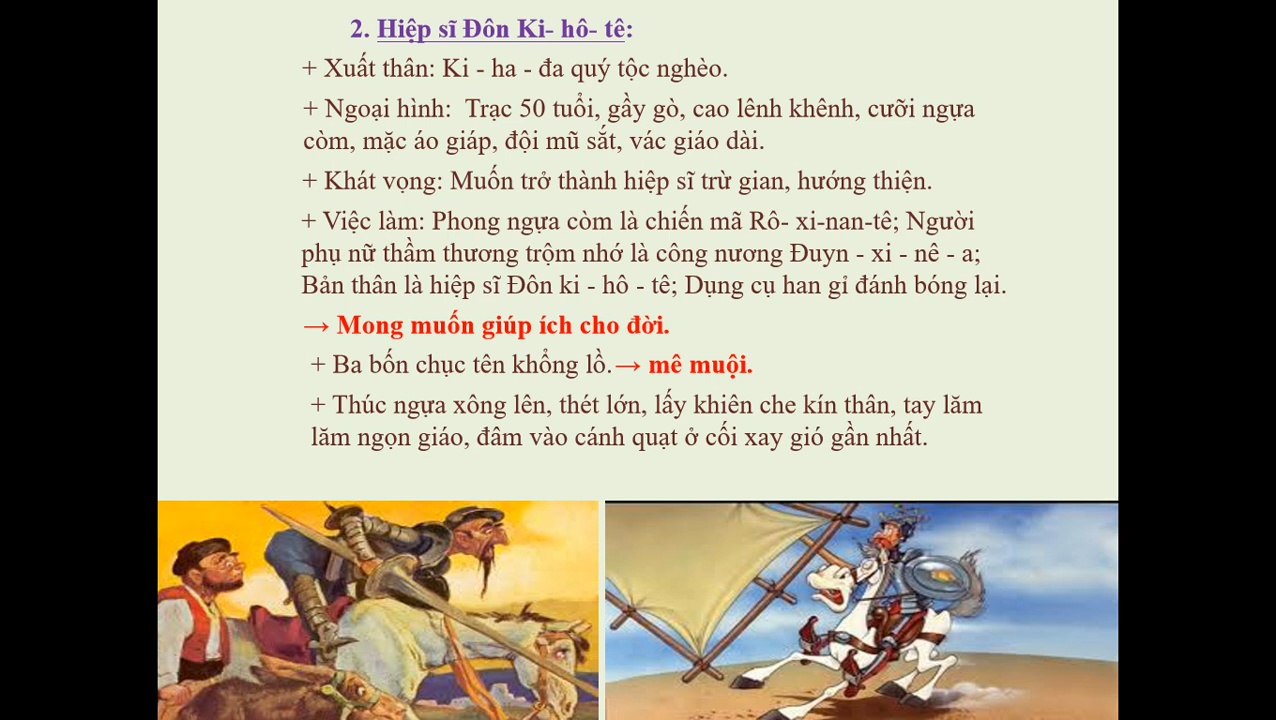 2. Hiệp sĩ Đôn Ki- hô- tê:
+ Xuất thân: Ki - ha - đa quý tộc nghèo.
+ Ngoại hình:  Trạc 50 tuổi, gầy gò, cao lênh khênh, cưỡi ngựa
còm, mặc áo giáp, đội mũ sắt, vác giáo dài.
+ Khát vọng: Muốn trở thành hiệp sĩ trừ gian, hướng thiện.
+ Việc làm: Phong ngựa còm là chiến mã Rô- xi-nan-tê; Người
phụ nữ thầm thương trộm nhớ là công nương Đuyn - xi - nê - a;
Bản thân là hiệp sĩ Đôn ki - hô - tê; Dụng cụ han gỉ đánh bóng lại.
→ Mong muốn giúp ích cho đời.
+ Ba bốn chục tên khổng lồ.→ mê muội.
+ Thúc ngựa xông lên, thét lớn, lấy khiên che kín thân, tay lăm
lăm ngọn giáo, đâm vào cánh quạt ở cối xay gió gần nhất.